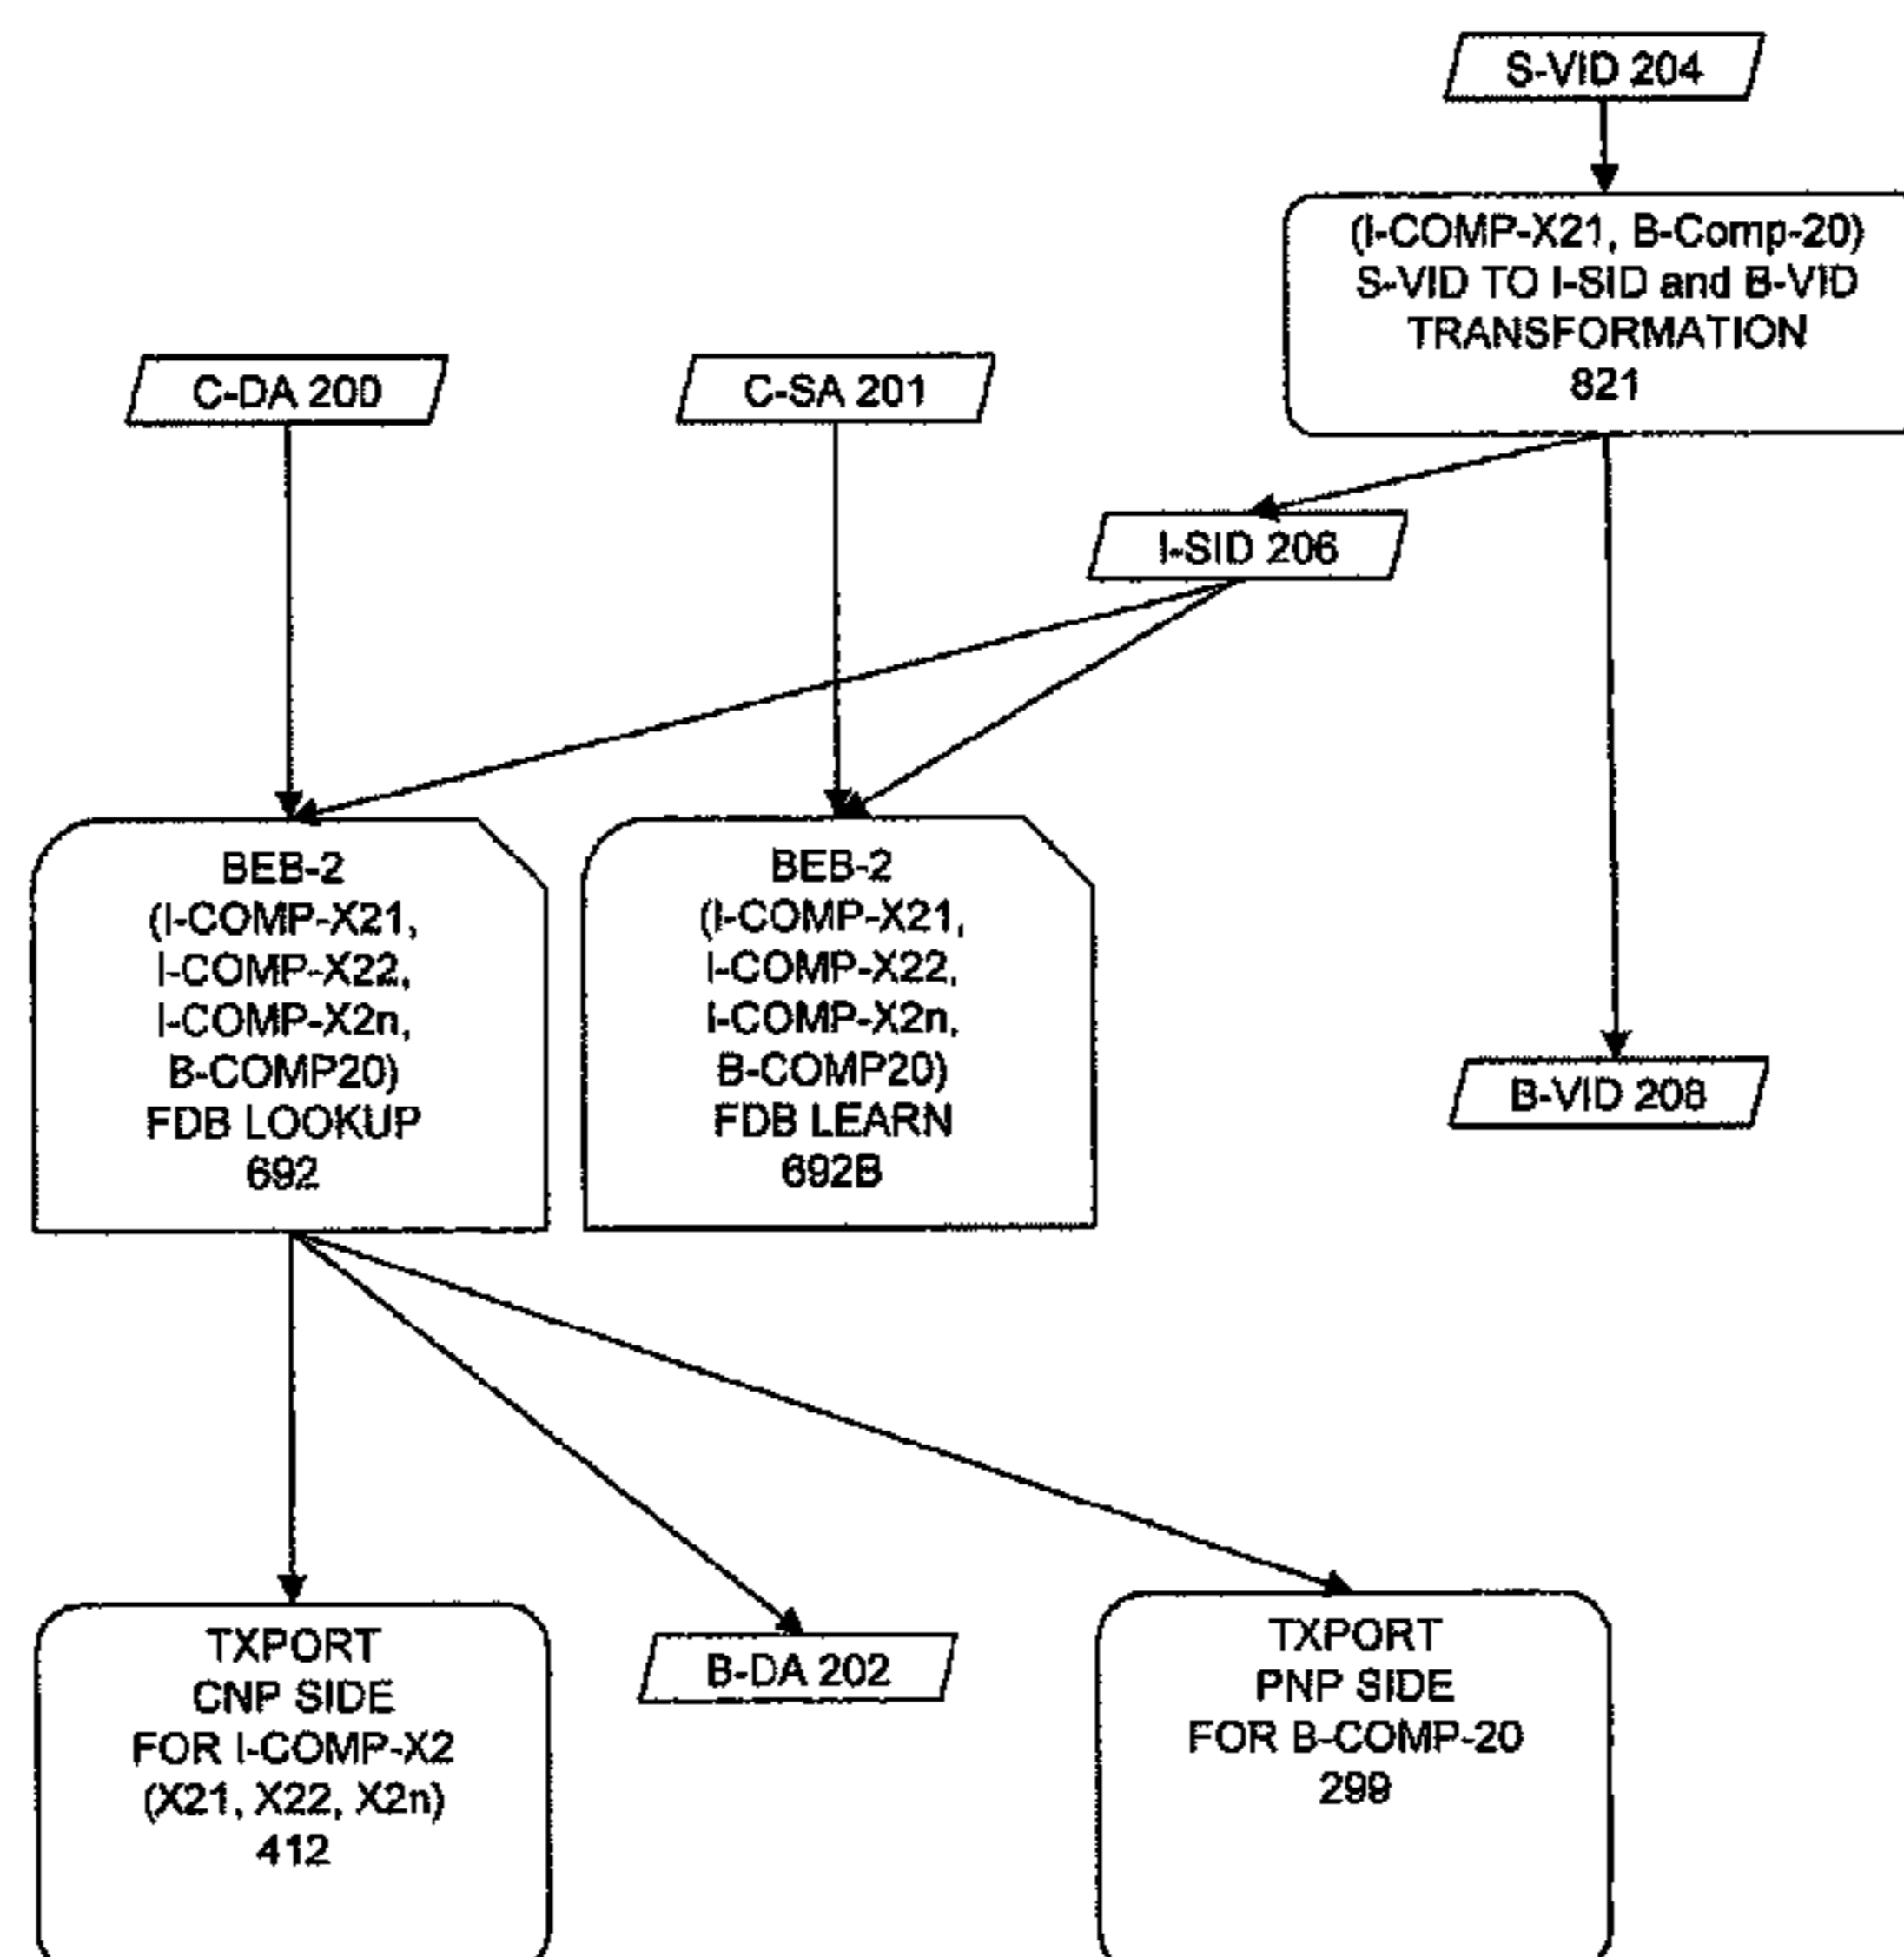 S-VID 204
(I-COMP-X21, B-Comp-20)
S-VID TO I-SID and B-VID
TRANSFORMATION
821
C-DA 200
C-SA 201
I-SID 206
BEB-2
(I-COMP-X21,
I-COMP-X22,
I-COMP-X2n,
B-COMP20)
FDB LOOKUP
692
BEB-2
(I-COMP-X21,
I-COMP-X22,
I-COMP-X2n,
B-COMP20)
FDB LEARN
692B
B-VID 208
TXPORT
CNP SIDE
FOR I-COMP-X2
(X21, X22, X2n)
412
B-DA 202
TXPORT
PNP SIDE
FOR B-COMP-20
299